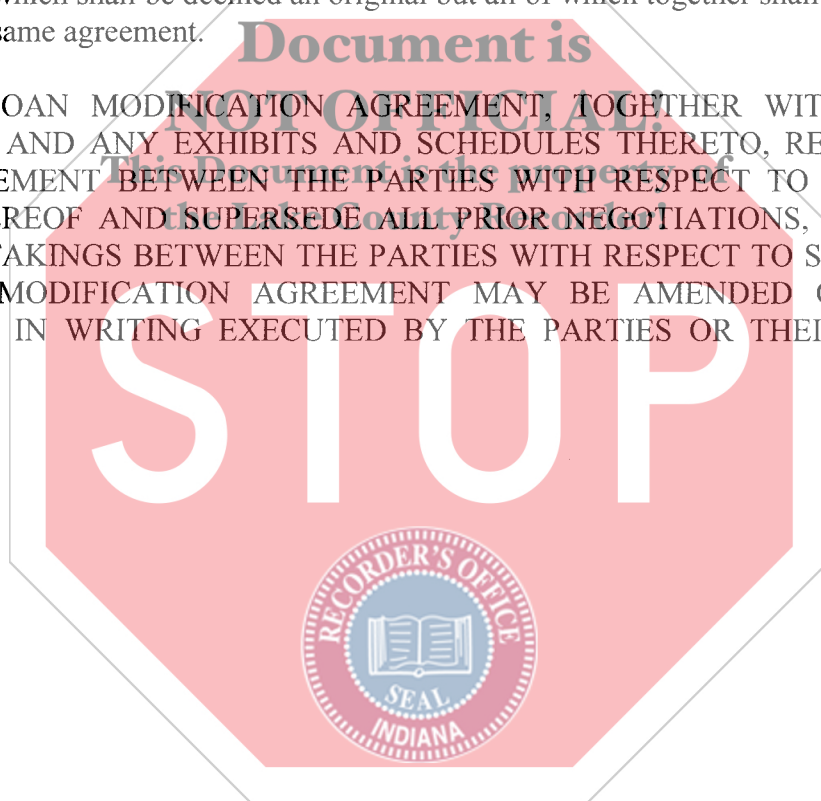 which shall be deemed an original but all of which together shall
same agreement.
Document is
NOT OFFICIAL!
This Document is the property of
the Lake County Recorder!
OAN MODIFICATION AGREEMENT, TOGETHER WIT
AND ANY EXHIBITS AND SCHEDULES THERETO, RE
EMENT BETWEEN THE PARTIES WITH RESPECT TO
REOF AND SUPERSEDE ALL PRIOR NEGOTIATIONS,
TAKINGS BETWEEN THE PARTIES WITH RESPECT TO S
MODIFICATION AGREEMENT MAY BE AMENDED
IN WRITING EXECUTED BY THE PARTIES OR THEI
STOP
RECORDER'S OFFICE
SEAL
INDIANA